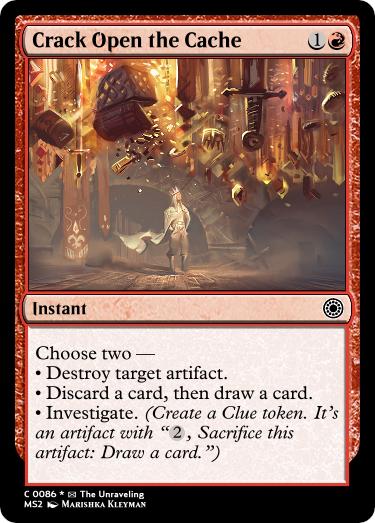 Crack Open the Cache 1
Instant
Choose two —
• Destroy target artifact.
• Discard a card, then draw a card.
• Investigate. (Create a Clue token. It's
an artifact with “2, Sacrifice this
artifact: Draw a card.”)
C 0086 * The Unraveling
MS2 Marishka Kleyman